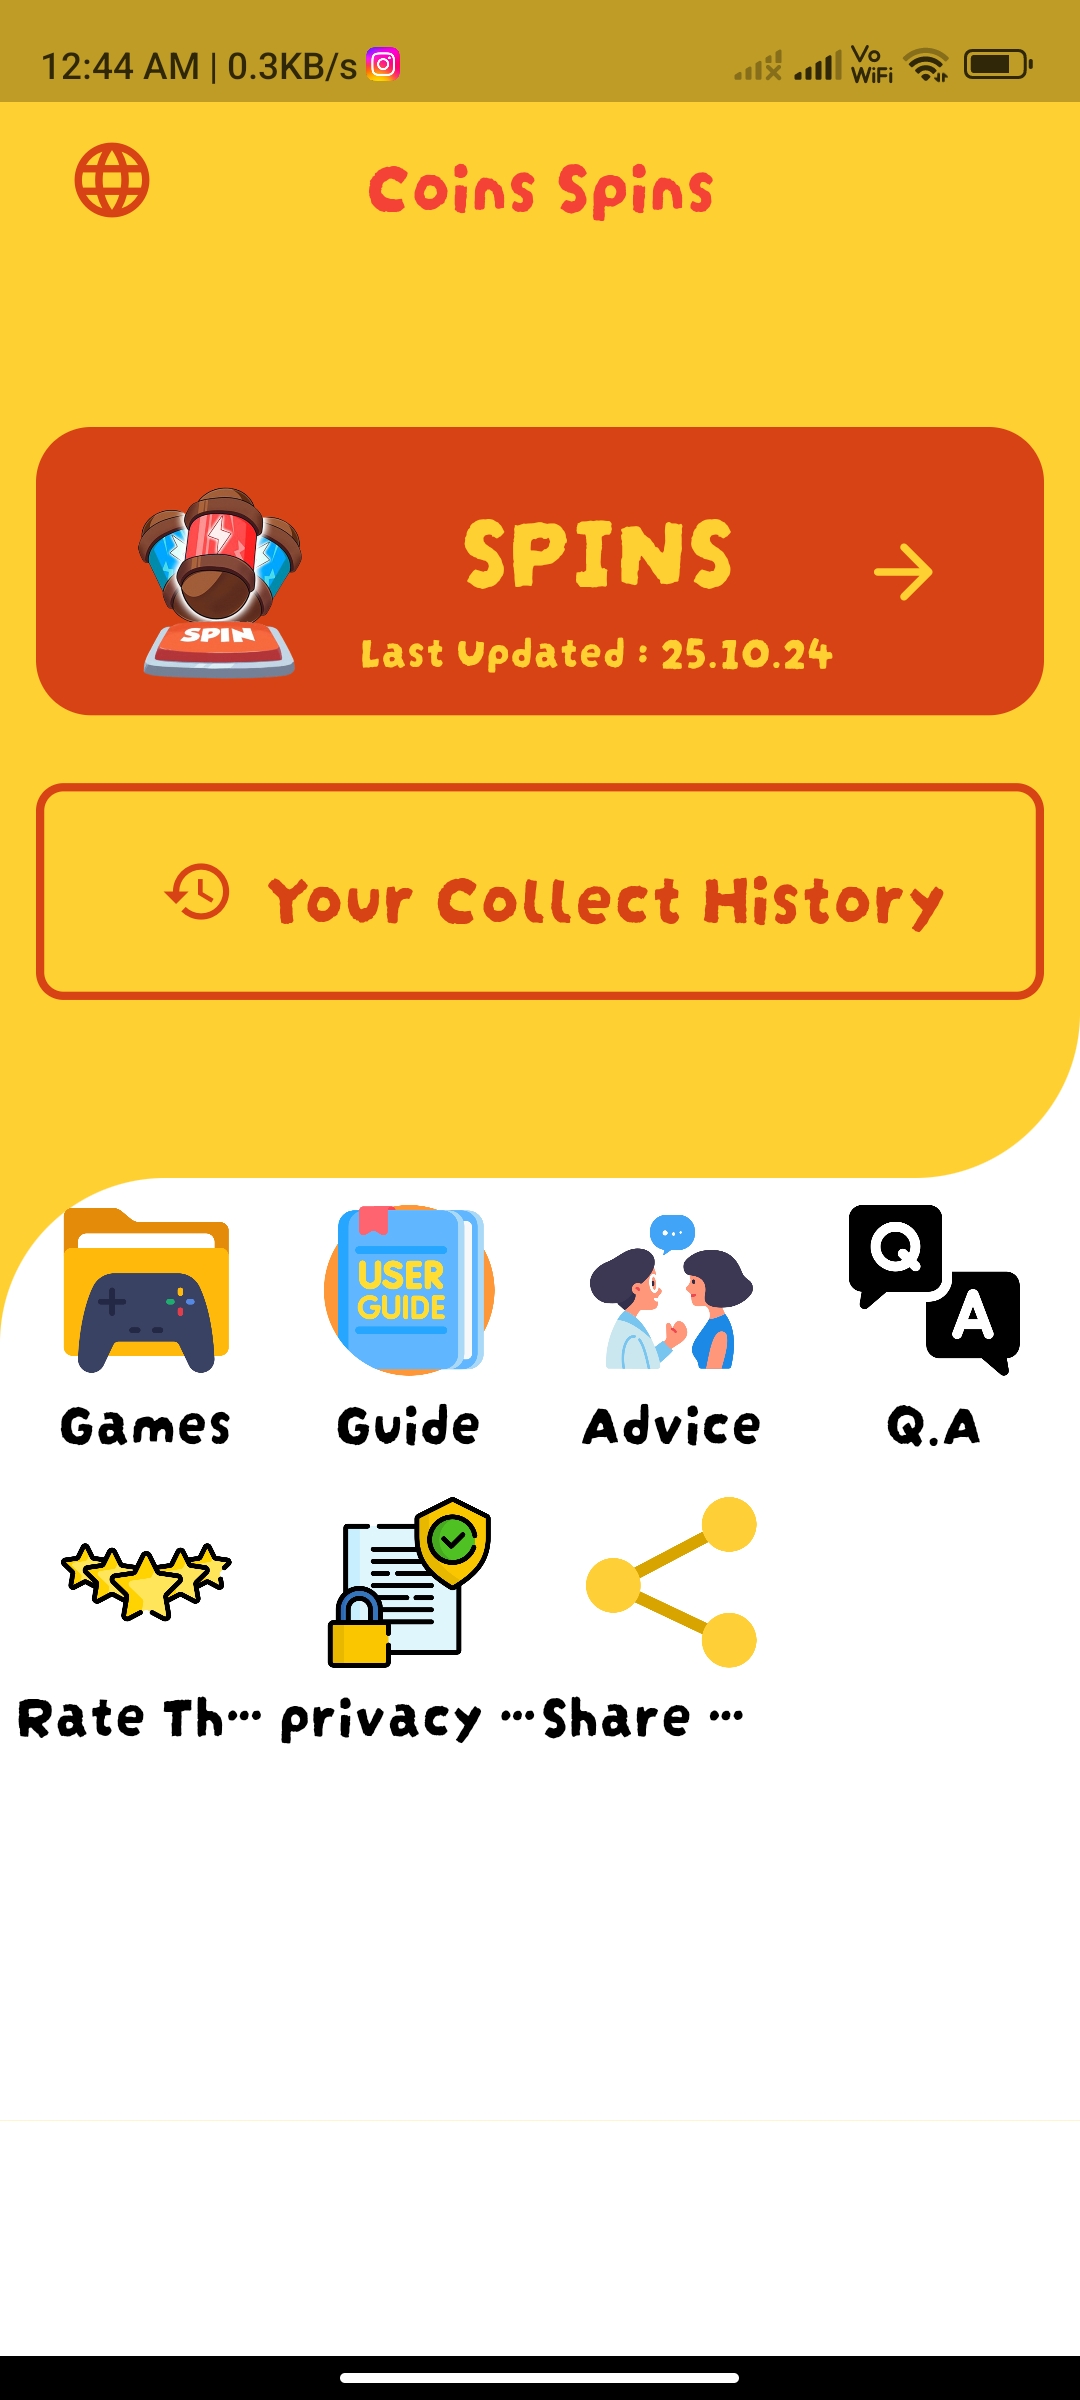 12:44 AM | 0.3KB/s
Vo
WiFi
Coins Spins
SPIN
SPINS
Last Updated : 25.10.24
Your Collect History
USER
GUIDE
Q
A
Games
Guide
Advice
Q.A
Rate Th...
privacy ...
Share ...